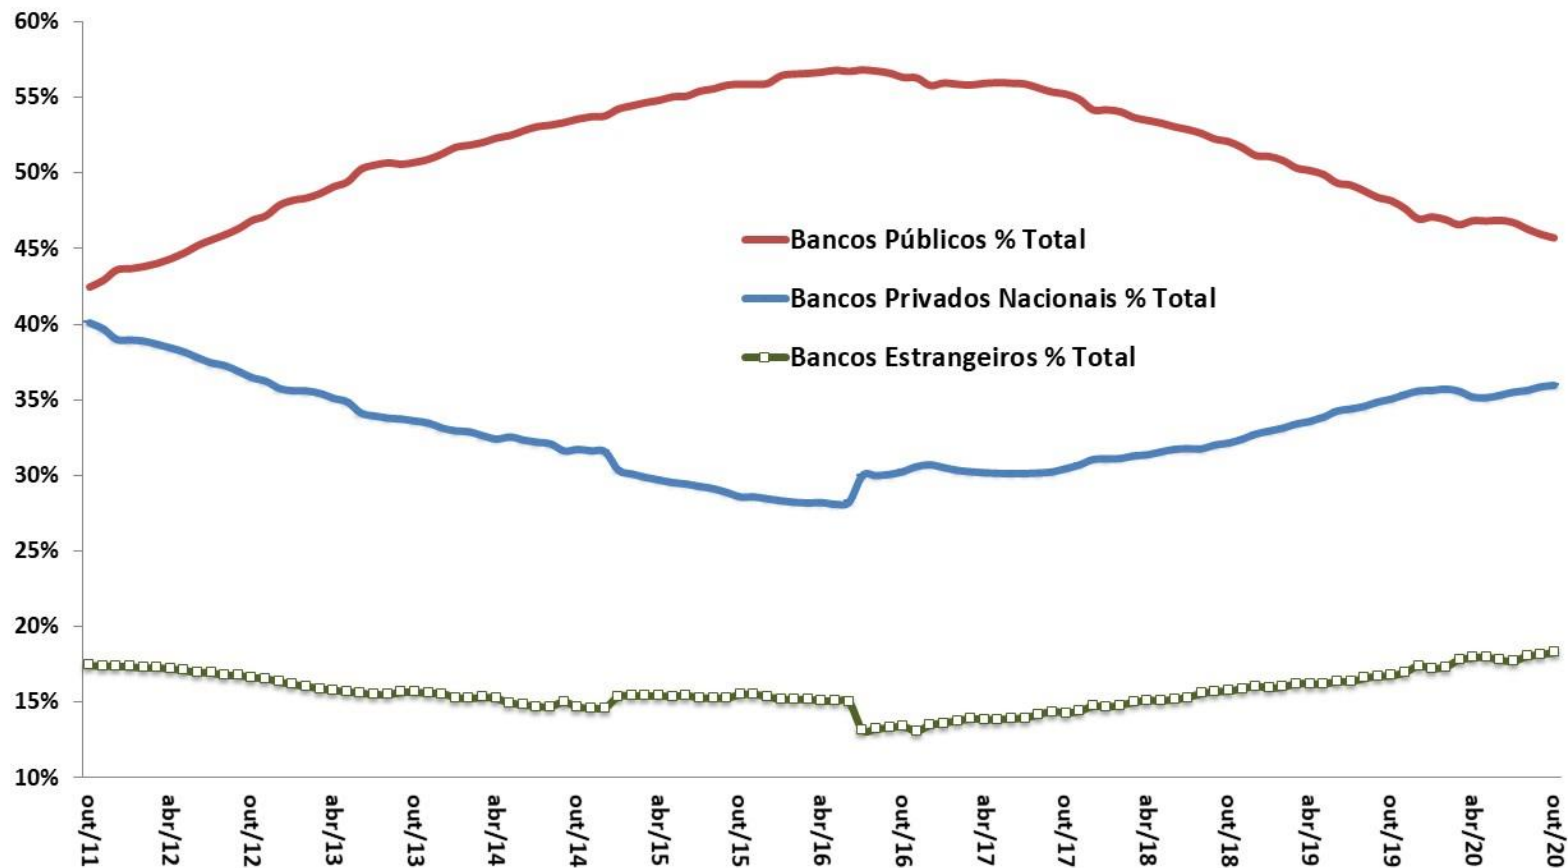 60%
55%
50%
45%
40%
35%
30%
25%
20%
15%
10%
Bancos Públicos % Total
Bancos Privados Nacionais % Total
Bancos Estrangeiros % Total
out/11
abr/12
out/12
abr/13
out/13
abr/14
out/14
abr/15
out/15
abr/16
out/16
abr/17
out/17
abr/18
out/18
abr/19
out/19
abr/20
out/20